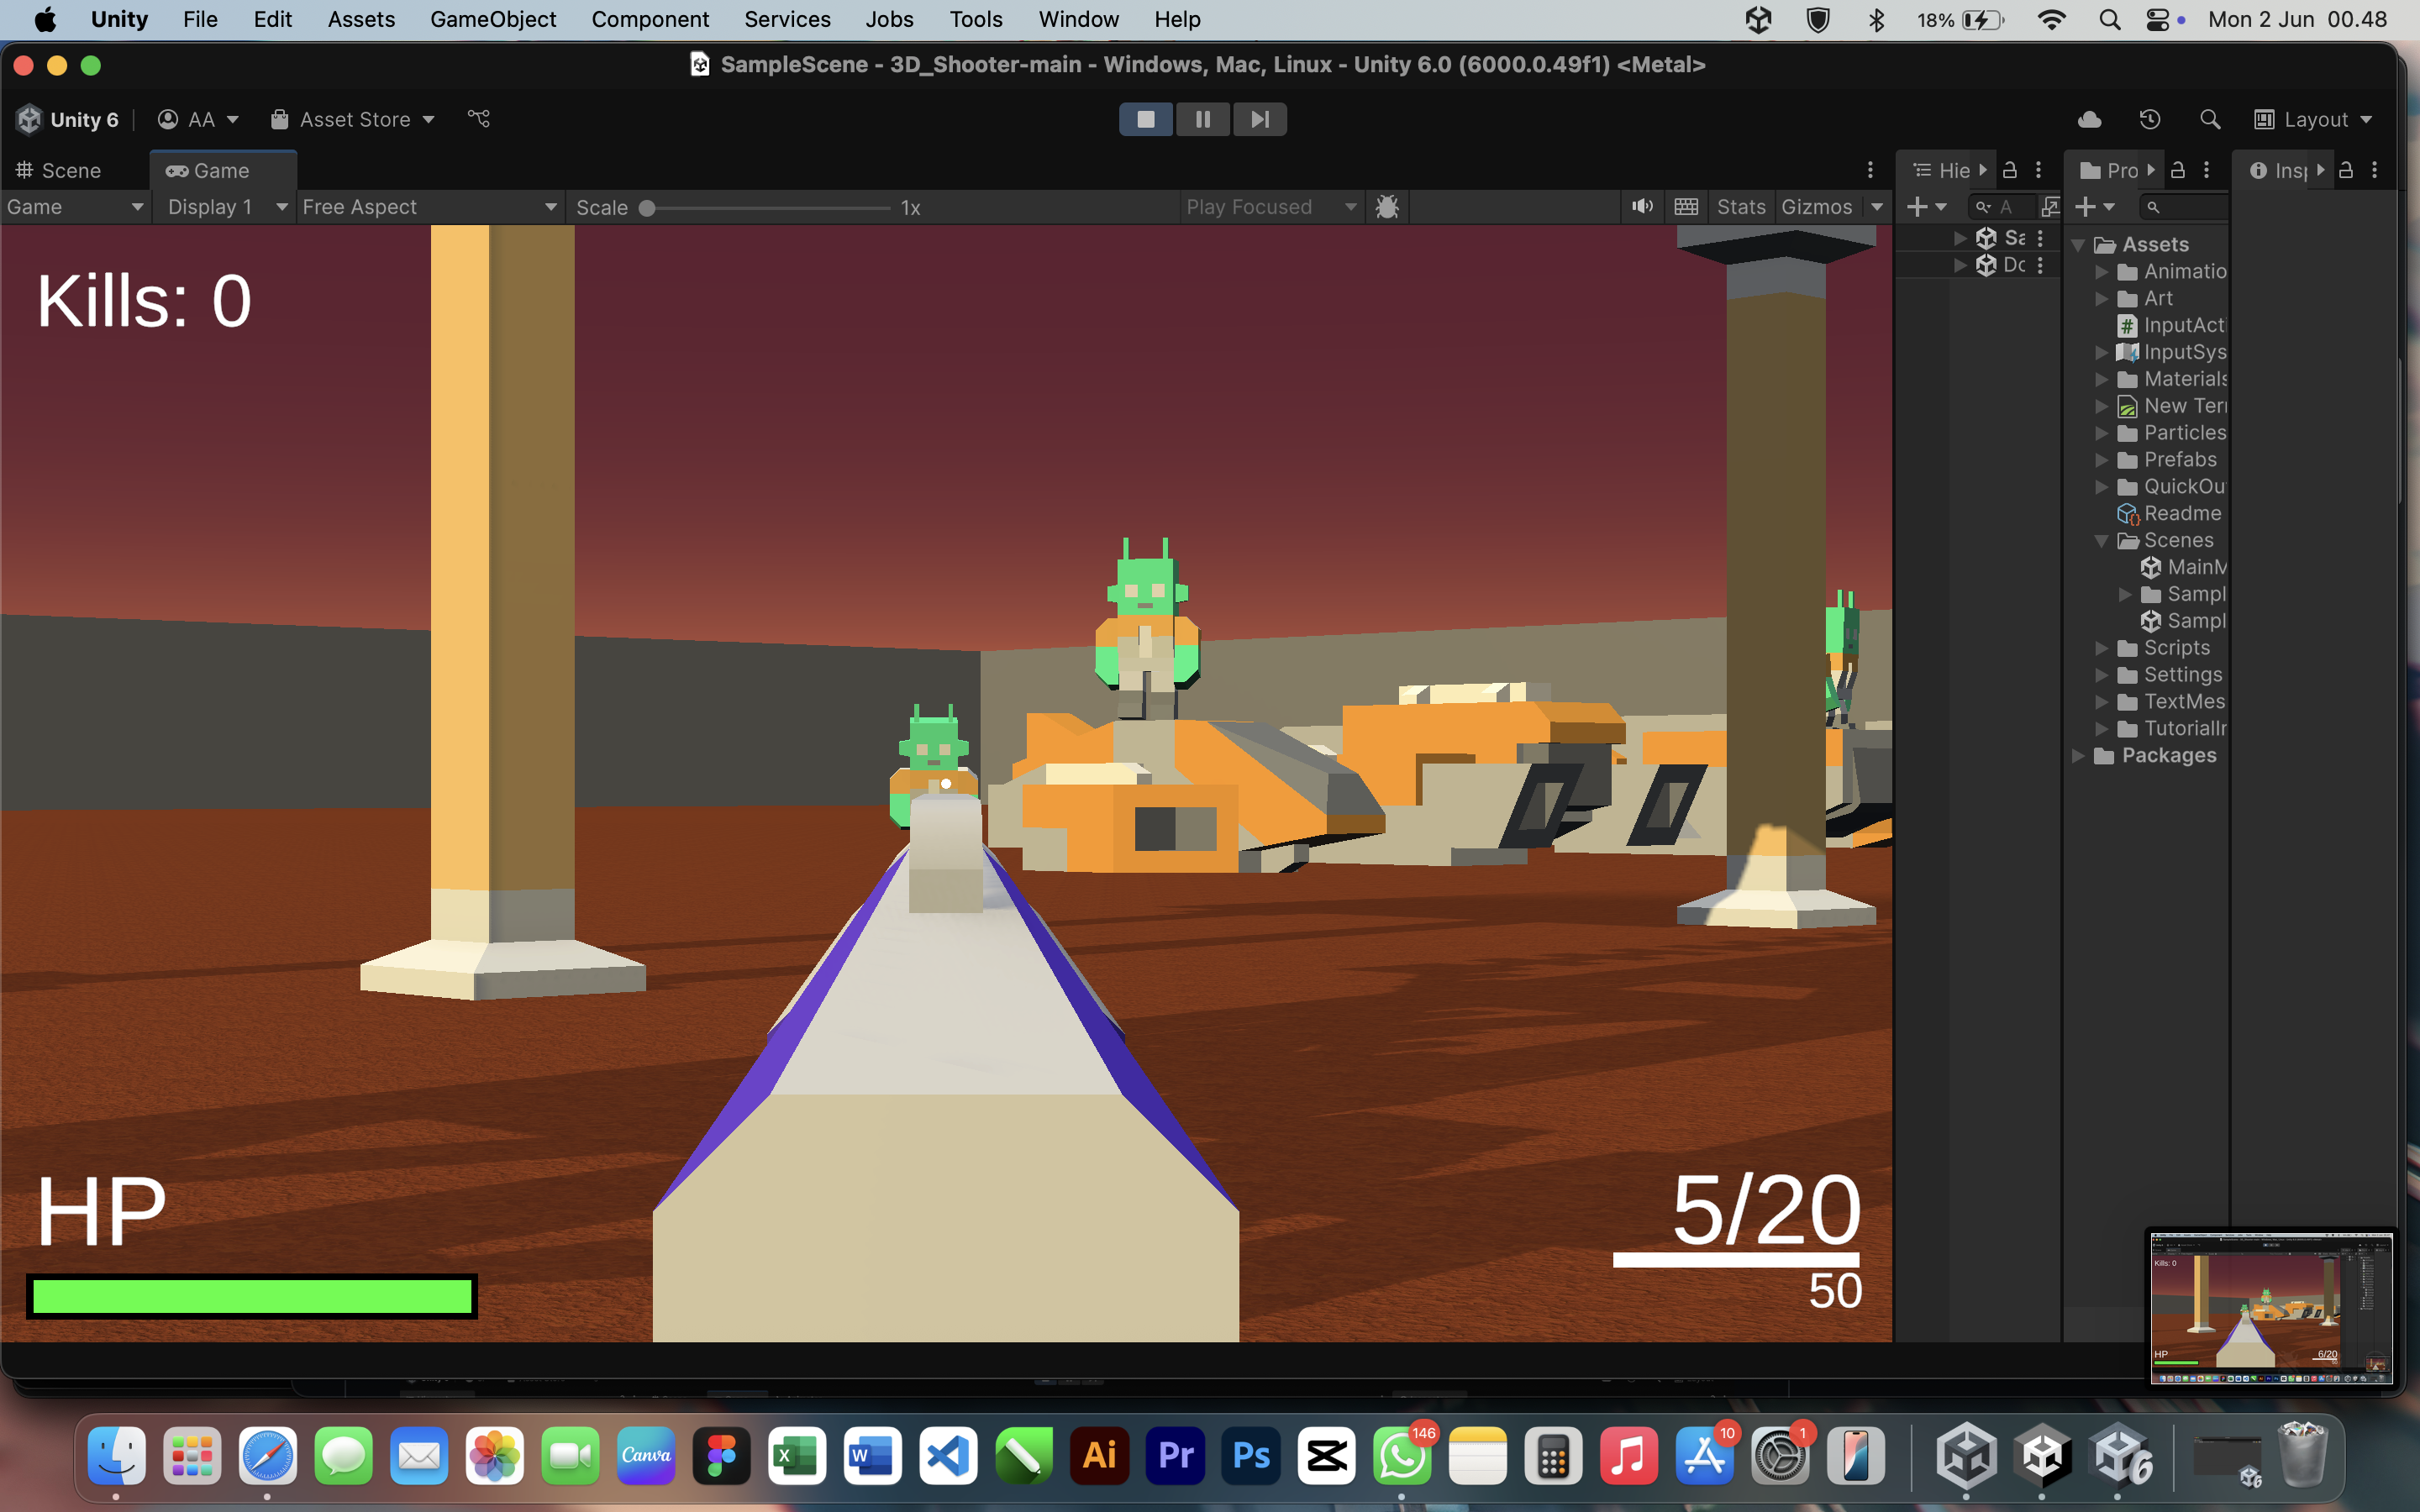 Unity File Edit Assets GameObject Component Services Jobs Tools Window Help 18% Mon 2 Jun 00.48
SampleScene - 3D_Shooter-main - Windows, Mac, Linux - Unity 6.0 (6000.0.49f1) <Metal>
Unity 6 AA Asset Store Layout
Scene Game Hie Pro Insp
Game Display 1 Free Aspect Scale 1x Play Focused Stats Gizmos A
Sa
Dc
Assets
Animatio
Art
InputActi
InputSys
Materials
New Terr
Particles
Prefabs
QuickOu
Readme
Scenes
MainM
Sampl
Sampl
Scripts
Settings
TextMes
TutorialIr
Packages
Kills: 0
HP
5/20
50
Kills: 0
HP
6/20
Canva
X
W
Ai
Pr
Ps
146
10
1
6
6